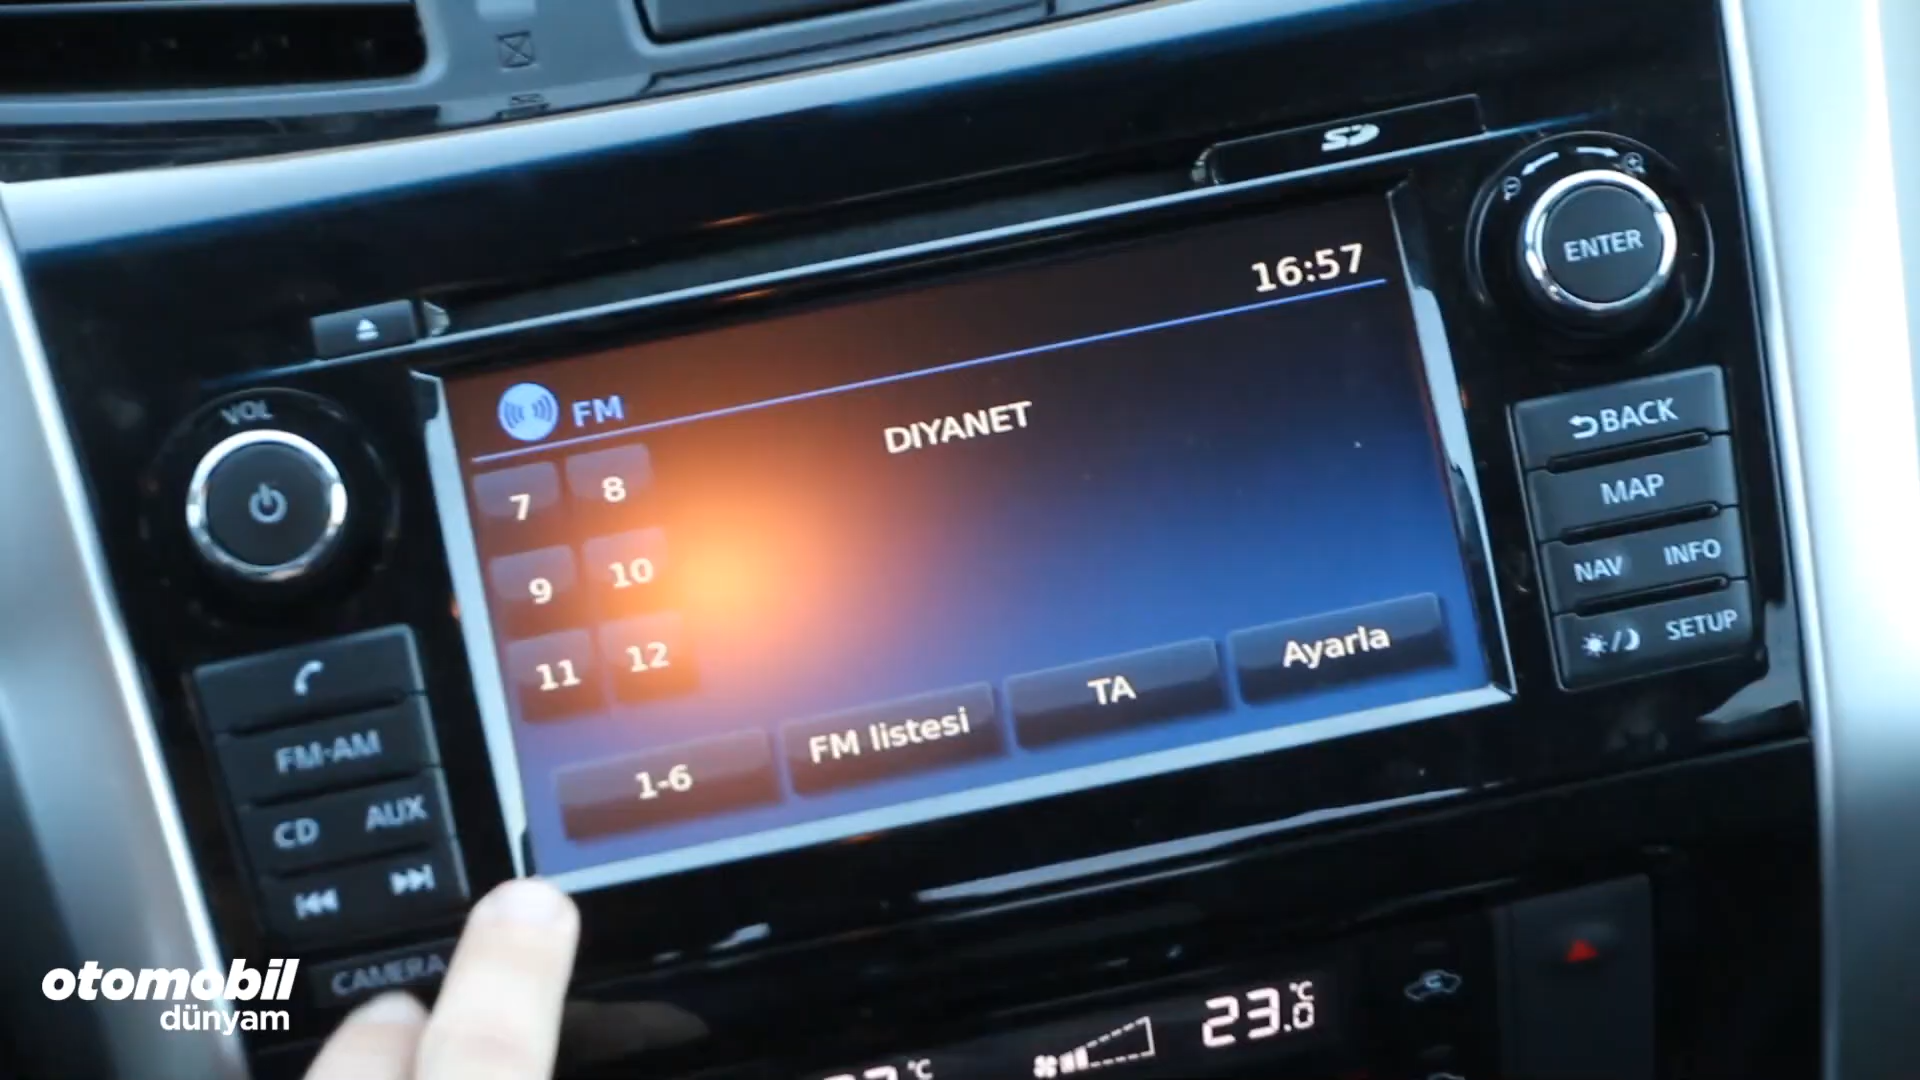 SD
ENTER
16:57
VOL
FM
DIYANET
7 8
9 10
11 12
1-6
FM listesi
TA
Ayarla
BACK
MAP
NAV INFO
SETUP
FM·AM
CD AUX
CAMERA
23.0 °C
°C
otomobil
dünyam